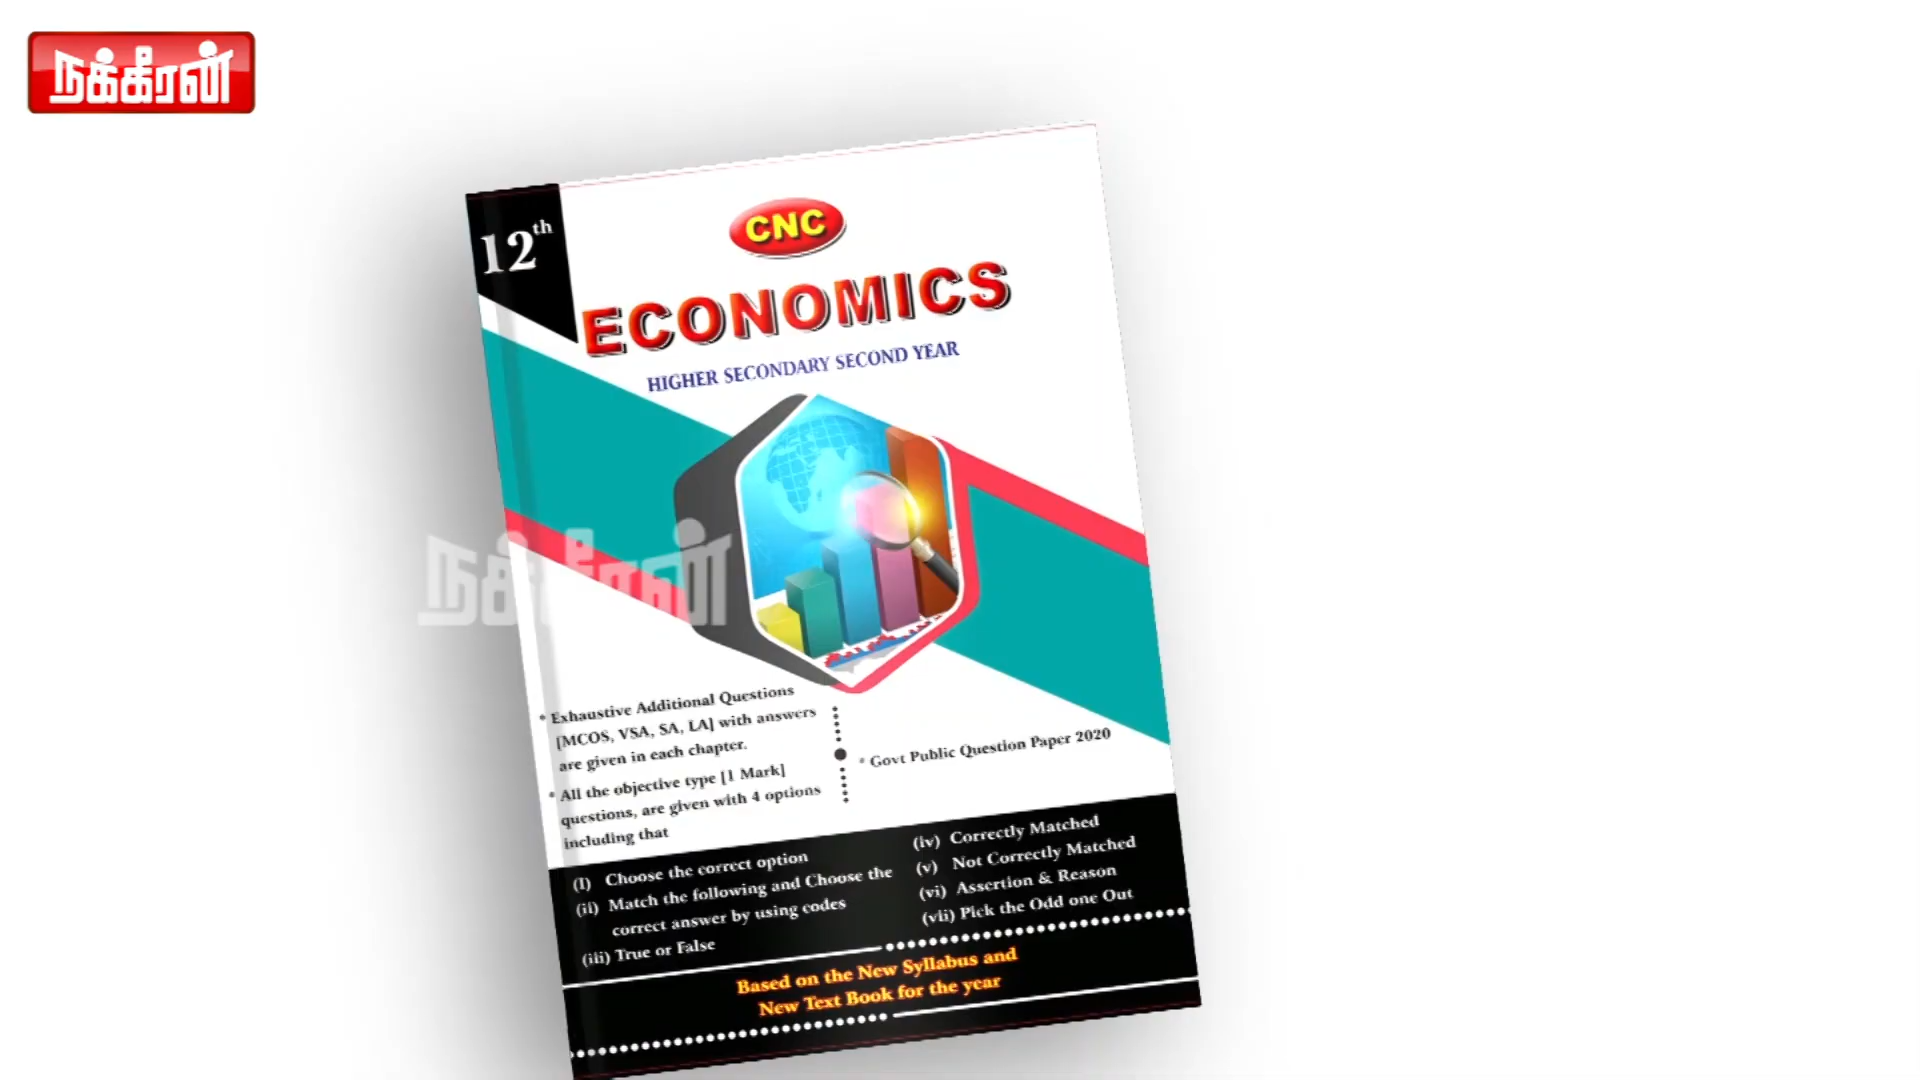 நக்கீரன்
12th
CNC
ECONOMICS
HIGHER SECONDARY SECOND YEAR
நக்கீரன்
* Exhaustive Additional Questions
[MCOS, VSA, SA, LA] with answers
are given in each chapter.
* All the objective type [1 Mark]
questions, are given with 4 options
including that
* Govt Public Question Paper 2020
(I) Choose the correct option
(ii) Match the following and Choose the
correct answer by using codes
(iii) True or False
(iv) Correctly Matched
(v) Not Correctly Matched
(vi) Assertion & Reason
(vii) Pick the Odd one Out
Based on the New Syllabus and
New Text Book for the year